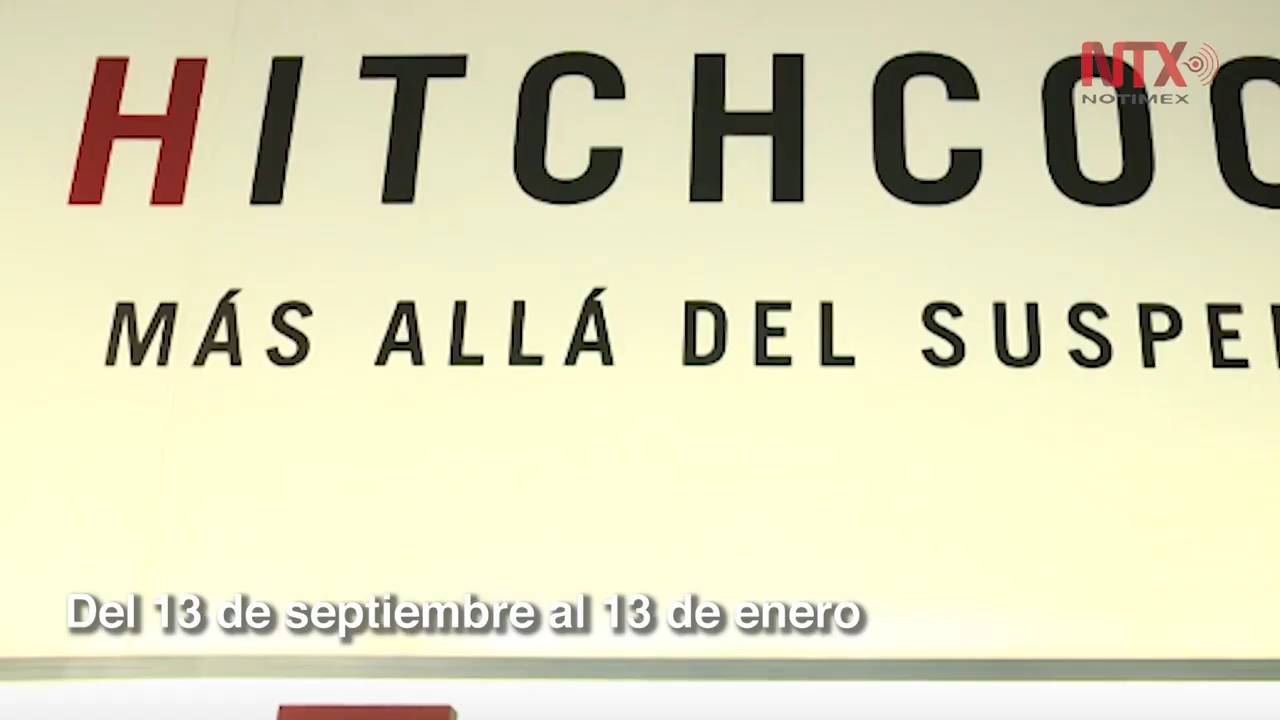 HITCHCOC
NTX
NOTIMEX
MÁS ALLÁ DEL SUSPE
Del 13 de septiembre al 13 de enero